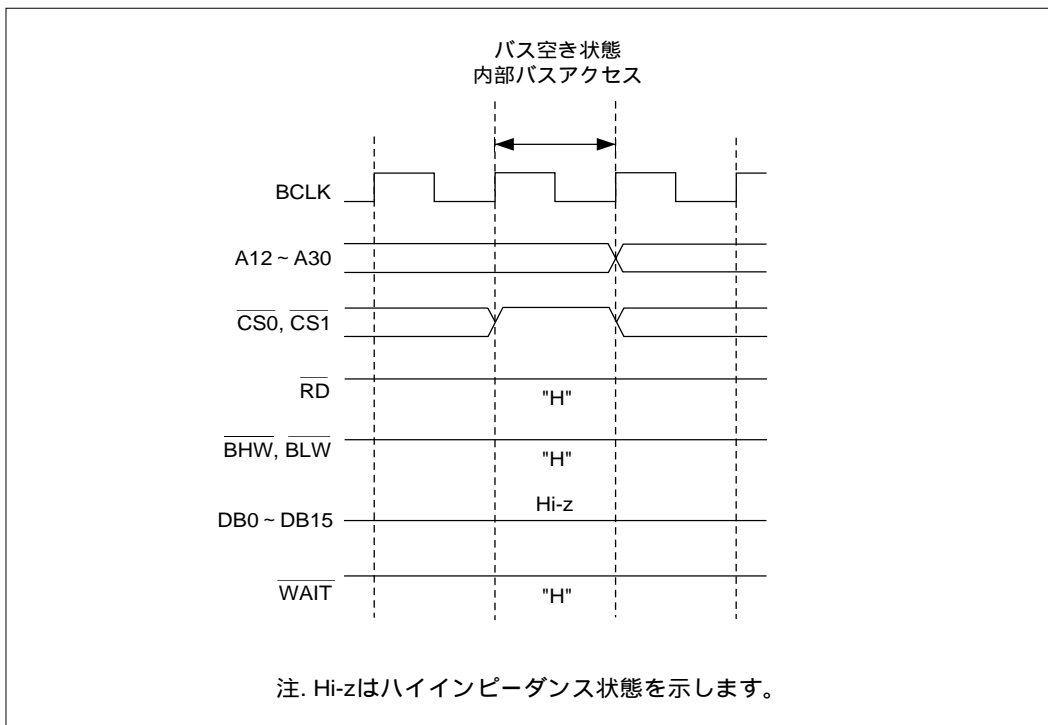 バス空き状態
内部バスアクセス
BCLK
A12 ~ A30
CS0, CS1
RD
"H"
BHW, BLW
"H"
Hi-z
DB0 ~ DB15
WAIT
"H"
注. Hi-zはハイインピーダンス状態を示します。